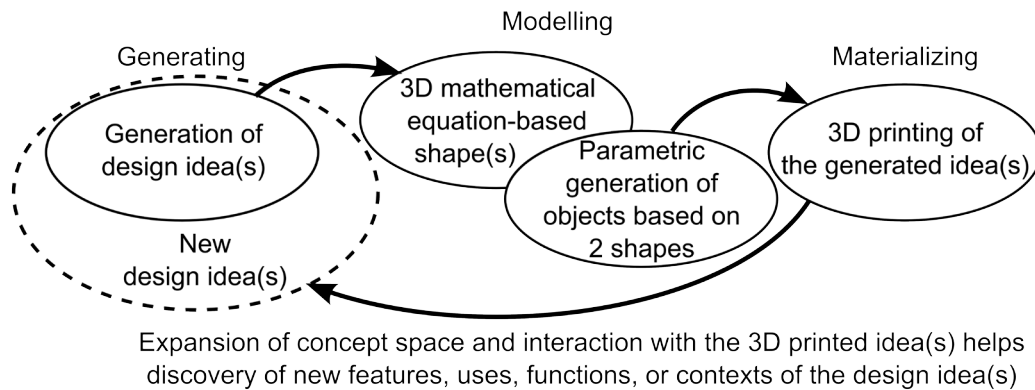 Modelling
Generating
Materializing
Generation of
design idea(s)
New
design idea(s)
3D mathematical
equation-based
shape(s)
Parametric
generation of
objects based on
2 shapes
3D printing of
the generated idea(s)
Expansion of concept space and interaction with the 3D printed idea(s) helps
discovery of new features, uses, functions, or contexts of the design idea(s)